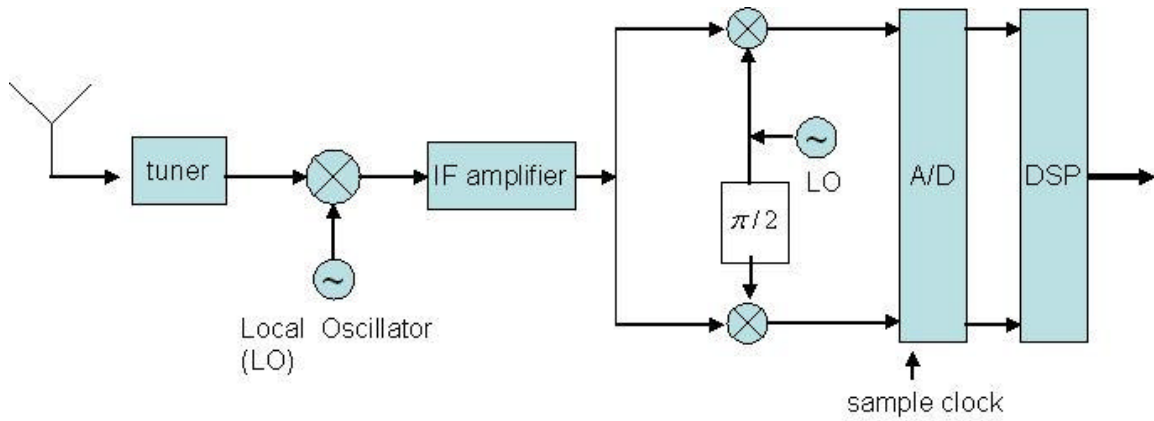 tuner
IF amplifier
~
Local Oscillator
(LO)
~
LO
π/2
A/D
DSP
sample clock